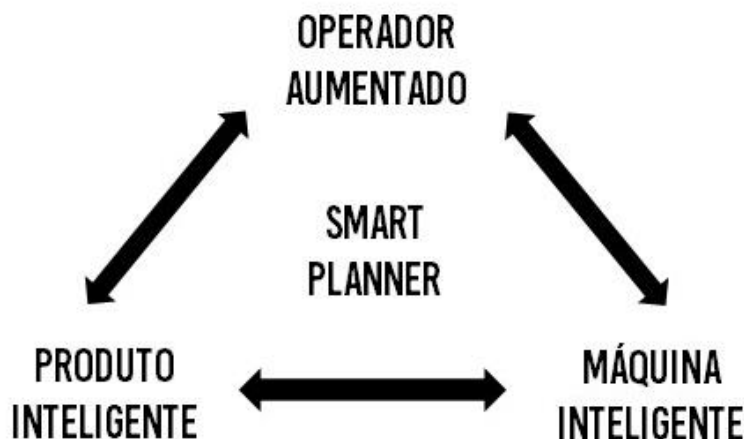 OPERADOR
AUMENTADO
SMART
PLANNER
PRODUTO
INTELIGENTE
MÁQUINA
INTELIGENTE